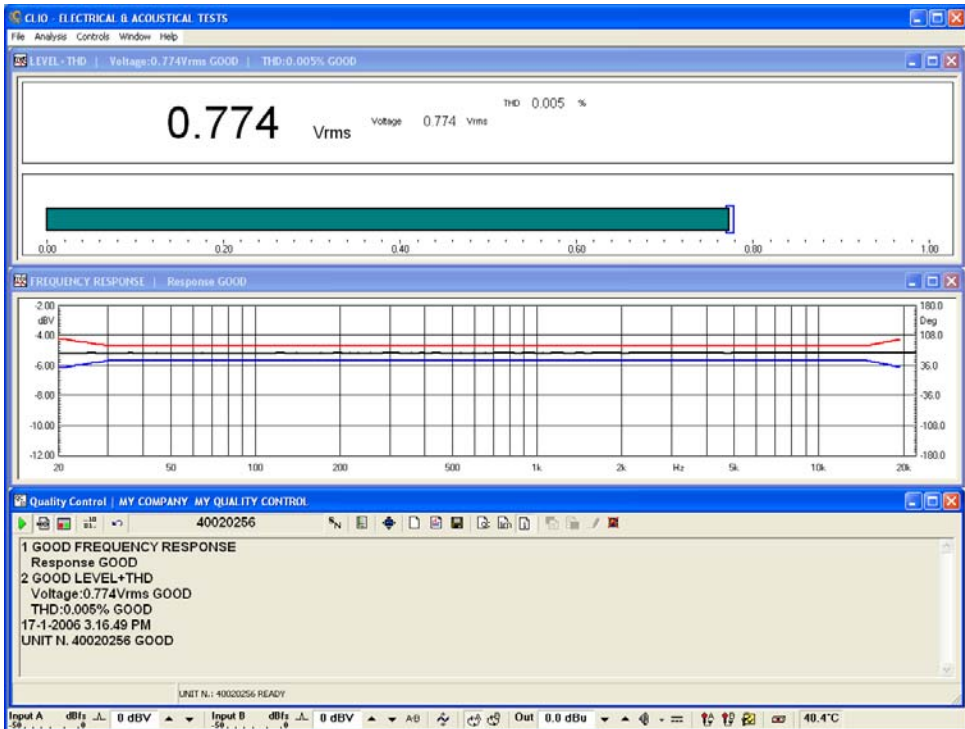 CLIO - ELECTRICAL & ACOUSTICAL TESTS
File Analysis Controls Window Help
LEVEL+THD | Voltage:0.774Vrms GOOD | THD:0.005% GOOD
THD 0.005 %
0.774 Vrms Voltage 0.774 Vrms
0.00 0.20 0.40 0.60 0.80 1.00
FREQUENCY RESPONSE | Response GOOD
-2.00 180.0
dBV Deg
-4.00 108.0
-6.00 36.0
-8.00 -36.0
-10.00 -108.0
-12.00 -180.0
20 50 100 200 500 1k 2k Hz 5k 10k 20k
Quality Control | MY COMPANY MY QUALITY CONTROL
40020256 SN
1 GOOD FREQUENCY RESPONSE
Response GOOD
2 GOOD LEVEL+THD
Voltage:0.774Vrms GOOD
THD:0.005% GOOD
17-1-2006 3.16.49 PM
UNIT N. 40020256 GOOD
UNIT N.: 40020256 READY
Input A dBfs 0 dBV Input B dBfs 0 dBV A-B Out 0.0 dBu 40.4°C
-50 0 -50 0